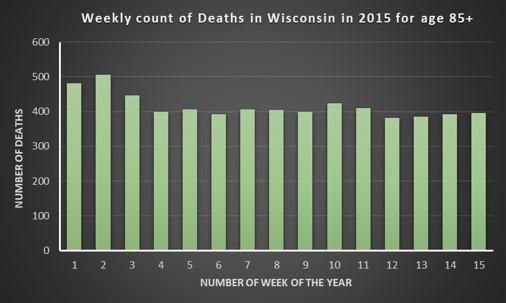 Weekly count of Deaths in Wisconsin in 2015 for age 85+
600
500
400
300
200
100
0
NUMBER OF DEATHS
1 2 3 4 5 6 7 8 9 10 11 12 13 14 15
NUMBER OF WEEK OF THE YEAR